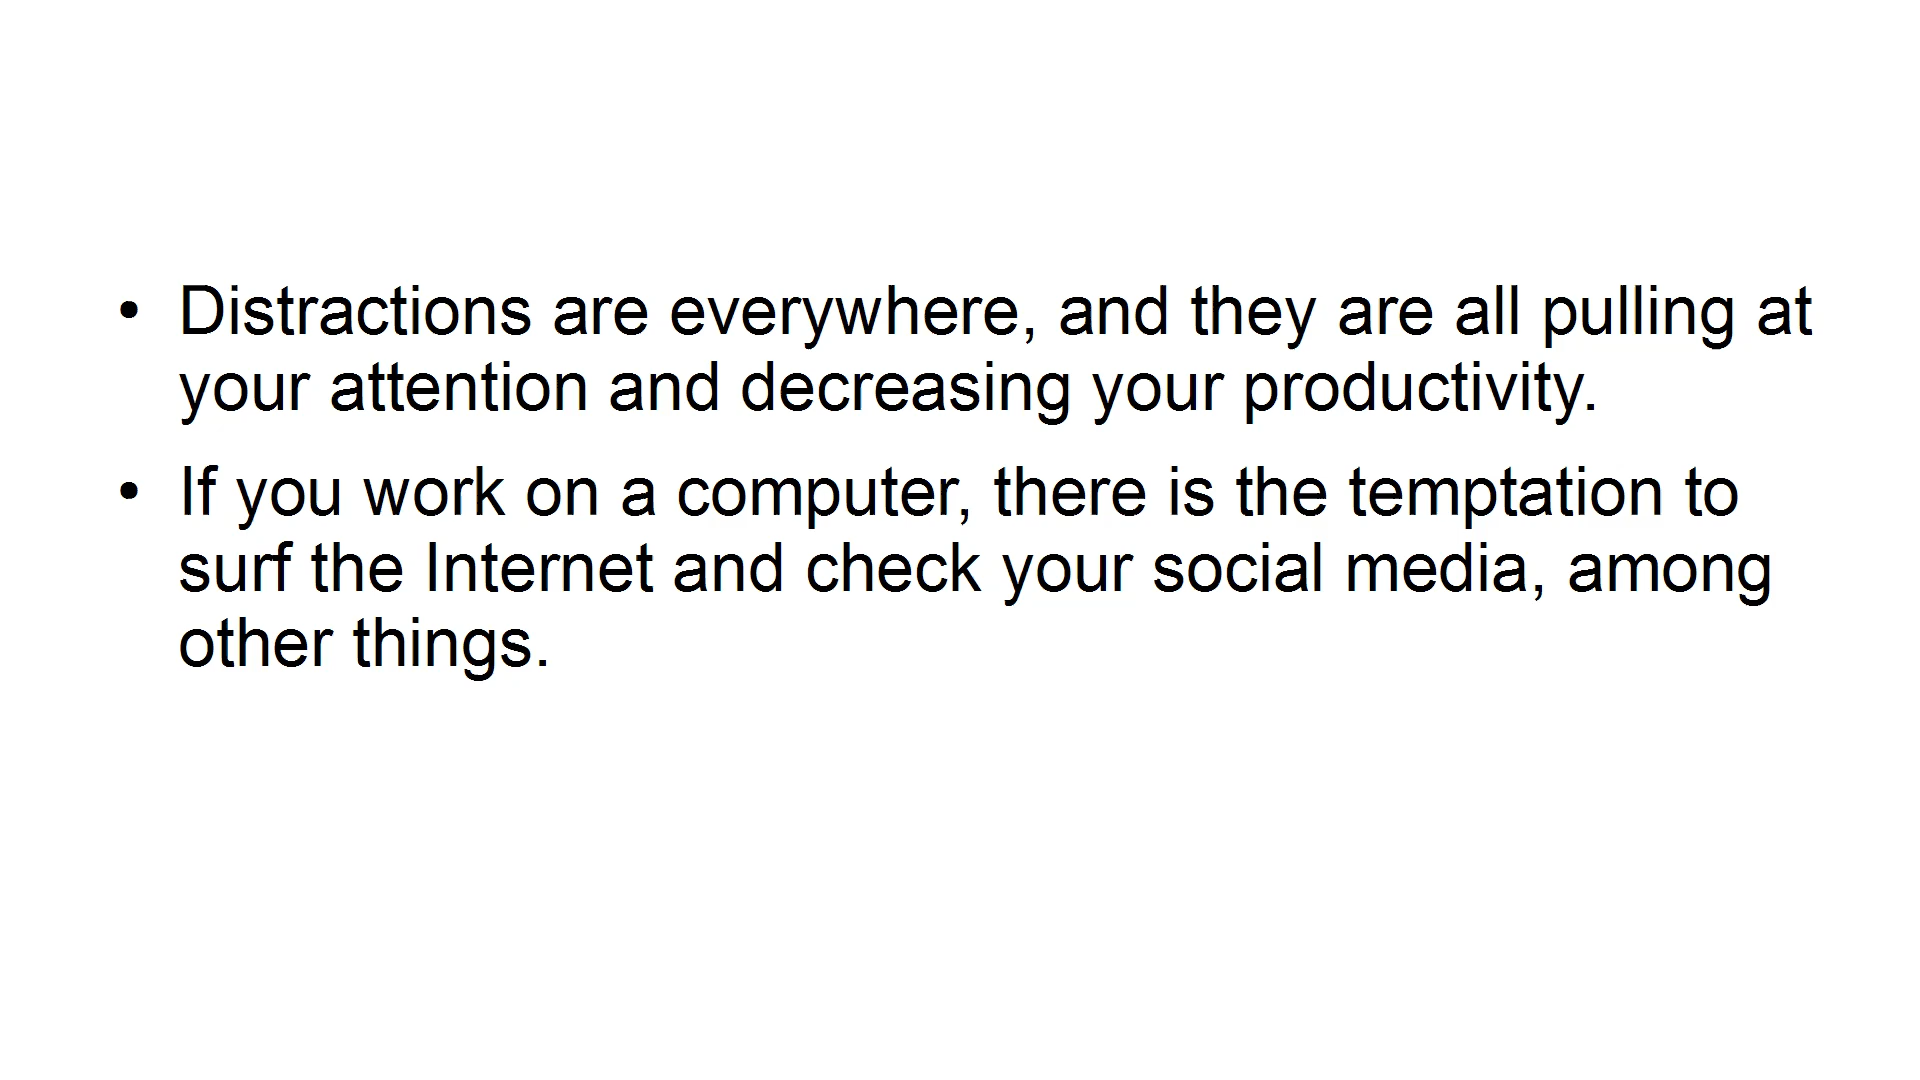 • Distractions are everywhere, and they are all pulling at
your attention and decreasing your productivity.
• If you work on a computer, there is the temptation to
surf the Internet and check your social media, among
other things.